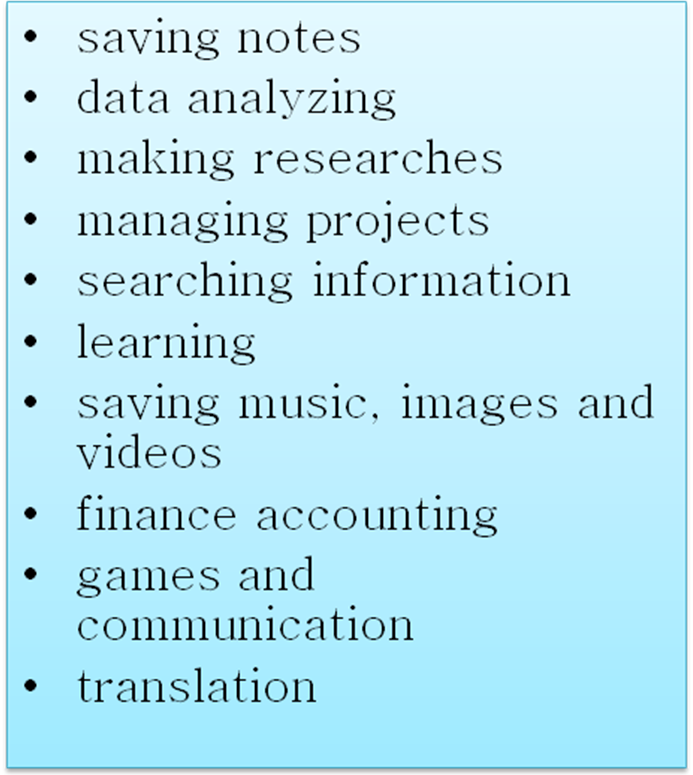 • saving notes
• data analyzing
• making researches
• managing projects
• searching information
• learning
• saving music, images and
videos
• finance accounting
• games and
communication
• translation